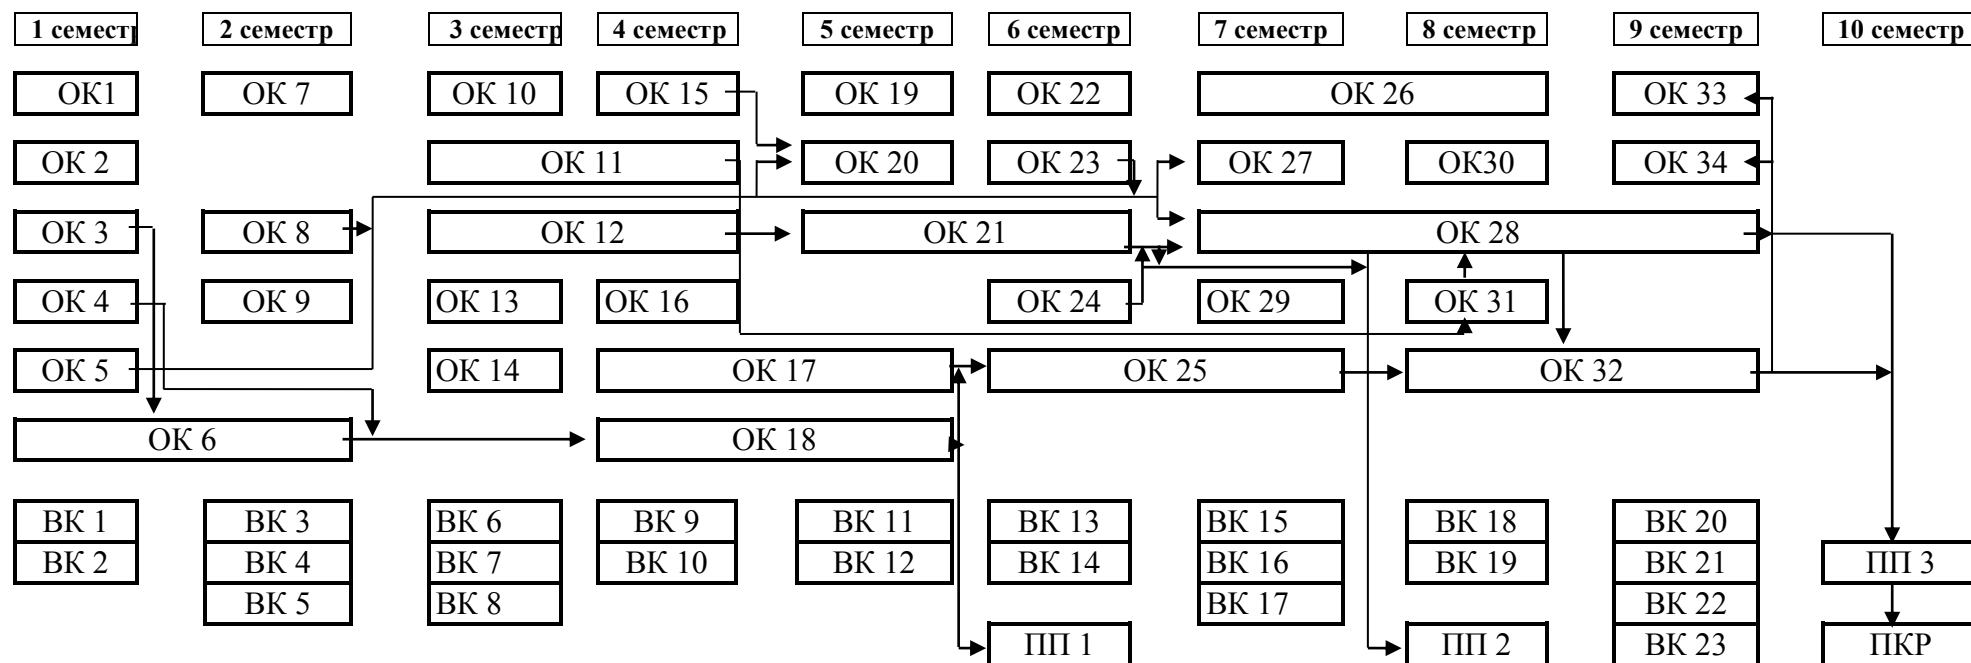 1 семестр 2 семестр 3 семестр 4 семестр 5 семестр 6 семестр 7 семестр 8 семестр 9 семестр 10 семестр
ОК1 ОК 7 ОК 10 ОК 15 ОК 19 ОК 22 ОК 26 ОК 33
ОК 2 ОК 11 ОК 20 ОК 23 ОК 27 ОК30 ОК 34
ОК 3 ОК 8 ОК 12 ОК 21 ОК 28
ОК 4 ОК 9 ОК 13 ОК 16 ОК 24 ОК 29 ОК 31
ОК 5 ОК 14 ОК 17 ОК 25 ОК 32
ОК 6 ОК 18
ВК 1 ВК 3 ВК 6 ВК 9 ВК 11 ВК 13 ВК 15 ВК 18 ВК 20
ВК 2 ВК 4 ВК 7 ВК 10 ВК 12 ВК 14 ВК 16 ВК 19 ВК 21 ПП 3
ВК 5 ВК 8 ВК 17 ВК 22
ПП 1 ПП 2 ВК 23 ПКР